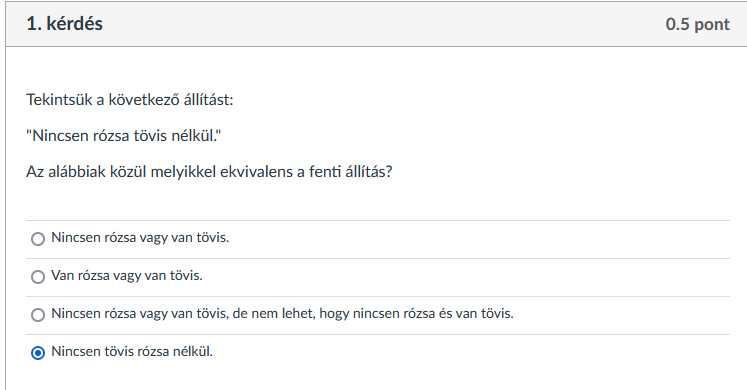 1. kérdés 0.5 pont
Tekintsük a következő állítást:
"Nincsen rózsa tövis nélkül."
Az alábbiak közül melyikkel ekvivalens a fenti állítás?
Nincsen rózsa vagy van tövis.
Van rózsa vagy van tövis.
Nincsen rózsa vagy van tövis, de nem lehet, hogy nincsen rózsa és van tövis.
Nincsen tövis rózsa nélkül.